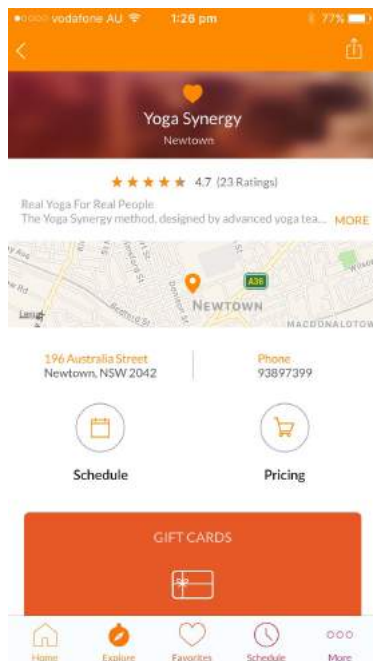 vodafone AU 1:26 pm 77%
Yoga Synergy
Newtown
4.7 (23 Ratings)
Real Yoga For Real People
The Yoga Synergy method, designed by advanced yoga tea... MORE
A36
NEWTOWN
MACDONALDTOW
Legal
196 Australia Street
Newtown, NSW 2042
Phone
93897399
Schedule
Pricing
GIFT CARDS
Home Explore Favorites Schedule More